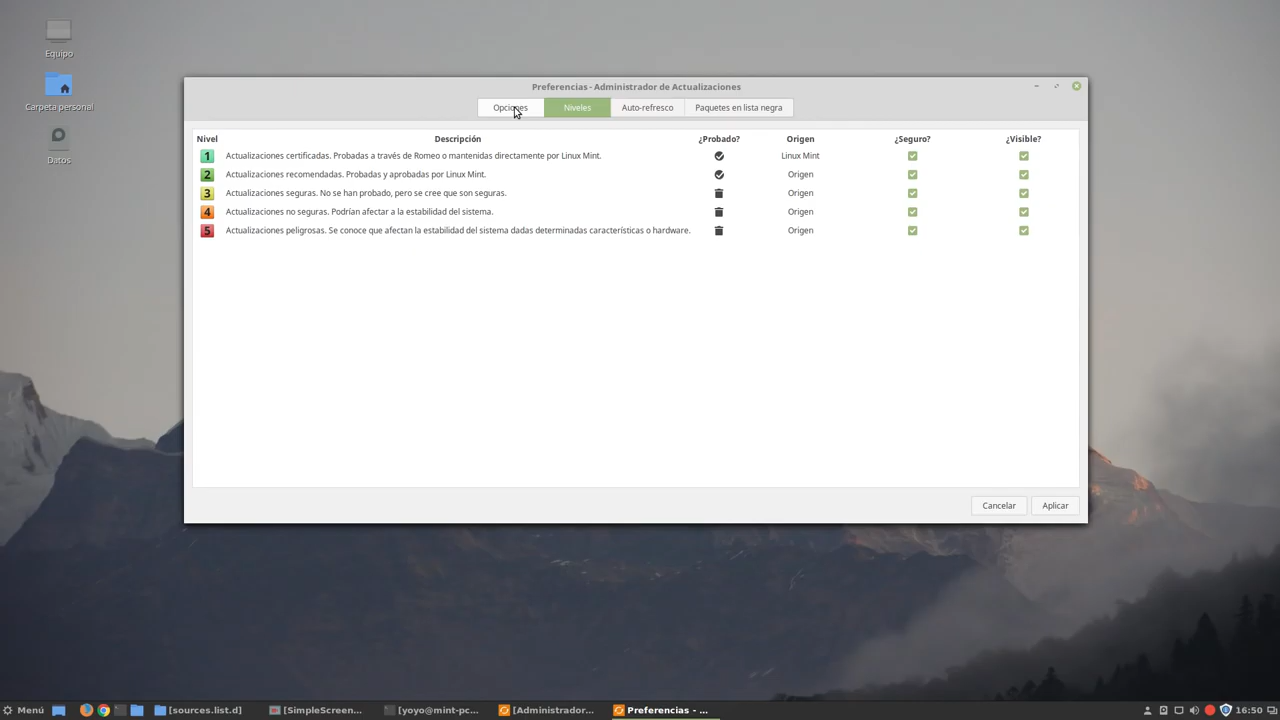 Equipo
Carpeta personal
Datos
Preferencias - Administrador de Actualizaciones
Opciones Niveles Auto-refresco Paquetes en lista negra
Nivel Descripción ¿Probado? Origen ¿Seguro? ¿Visible?
1 Actualizaciones certificadas. Probadas a través de Romeo o mantenidas directamente por Linux Mint. Linux Mint
2 Actualizaciones recomendadas. Probadas y aprobadas por Linux Mint. Origen
3 Actualizaciones seguras. No se han probado, pero se cree que son seguras. Origen
4 Actualizaciones no seguras. Podrían afectar a la estabilidad del sistema. Origen
5 Actualizaciones peligrosas. Se conoce que afectan la estabilidad del sistema dadas determinadas características o hardware. Origen
Cancelar Aplicar
Menú [sources.list.d] [SimpleScreen... [yoyo@mint-pc... [Administrador... Preferencias - ... 16:50